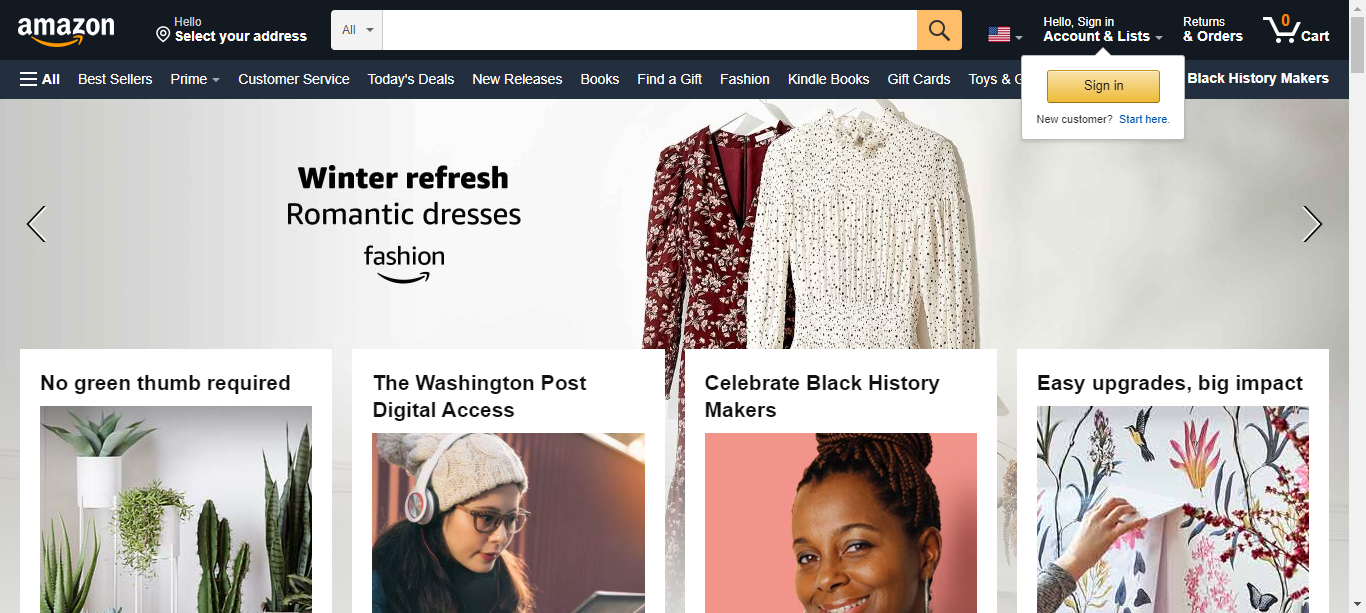 amazon
Hello
Select your address
All
Hello, Sign in
Account & Lists
Returns
& Orders
0
Cart
All
Best Sellers
Prime
Customer Service
Today's Deals
New Releases
Books
Find a Gift
Fashion
Kindle Books
Gift Cards
Toys & G
Black History Makers
Sign in
New customer? Start here.
Winter refresh
Romantic dresses
fashion
No green thumb required
The Washington Post
Digital Access
Celebrate Black History
Makers
Easy upgrades, big impact